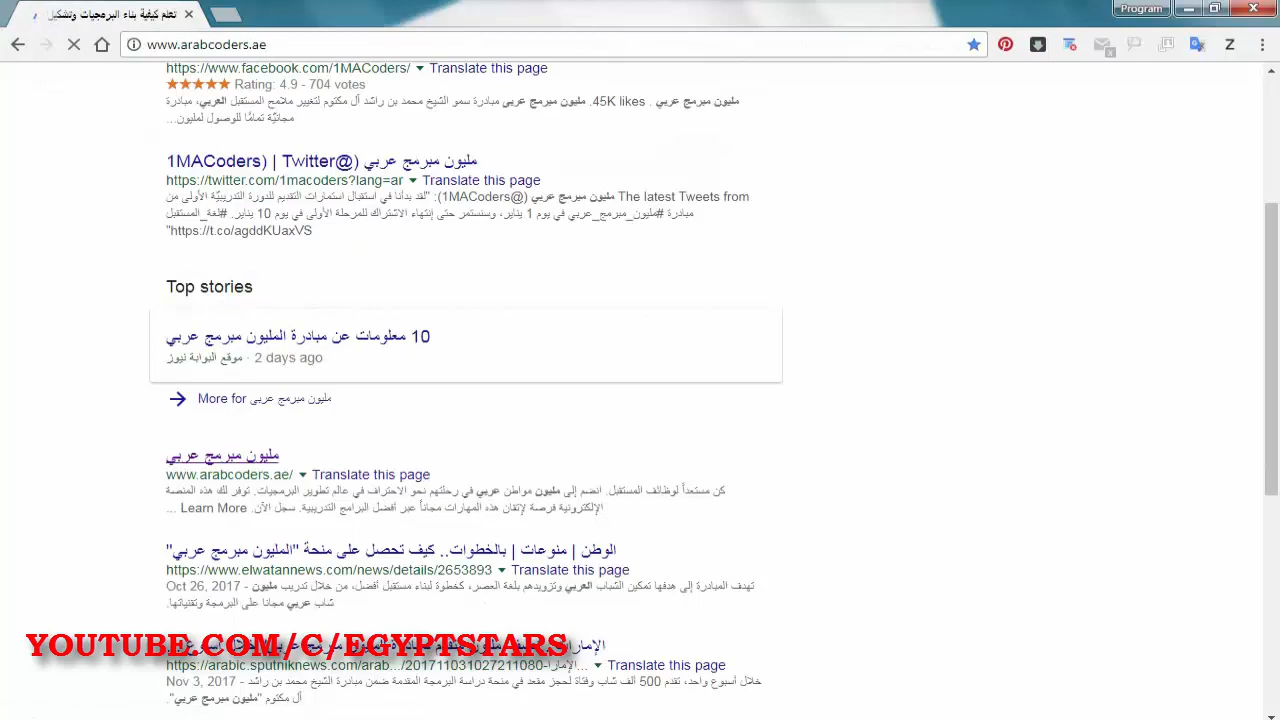 تعلم كيفية بناء البرمجيات وتشكيل
Program
www.arabcoders.ae
https://www.facebook.com/1MACoders/ Translate this page
Rating: 4.9 - 704 votes
مليون مبرمج عربي . 45K likes. مليون مبرمج عربي مبادرة سمو الشيخ محمد بن راشد آل مكتوم لتغيير ملامح المستقبل العربي، مبادرة
مجانيّة تمامًا للوصول لمليون...
مليون مبرمج عربي (@1MACoders) | Twitter
https://twitter.com/1macoders?lang=ar Translate this page
The latest Tweets from مليون مبرمج عربي (@1MACoders): "لقد بدأنا في استقبال استمارات التقديم للدورة التدريبيّة الأولى من
مبادرة #مليون_مبرمج_عربي في يوم 1 يناير، وسنستمر حتى إنتهاء الاشتراك للمرحلة الأولى في يوم 10 يناير. #لغة_المستقبل
https://t.co/agddKUaxVS"
Top stories
10 معلومات عن مبادرة المليون مبرمج عربي
موقع البوابة نيوز · 2 days ago
More for مليون مبرمج عربي
مليون مبرمج عربي
www.arabcoders.ae/ Translate this page
كن مستعداً لوظائف المستقبل. انضم إلى مليون مواطن عربي في رحلتهم نحو الاحتراف في عالم تطوير البرمجيات. توفر لك هذه المنصة
الإلكترونية فرصة لإتقان هذه المهارات مجاناً عبر أفضل البرامج التدريبية. سجل الآن. Learn More ...
الوطن | منوعات | بالخطوات.. كيف تحصل على منحة "المليون مبرمج عربي"
https://www.elwatannews.com/news/details/2653893 Translate this page
Oct 26, 2017 - تهدف المبادرة إلى هدفها تمكين الشباب العربي وتزويدهم بلغة العصر، كخطوة لبناء مستقبل أفضل، من خلال تدريب مليون
شاب عربي مجانا على البرمجة وتقنياتها.
YOUTUBE.COM/C/EGYPTSTARS
https://arabic.sputniknews.com/arab.../201711031027211080-الإمارا... Translate this page
Nov 3, 2017 - خلال أسبوع واحد، تقدم 500 ألف شاب وفتاة لحجز مقعد في منحة دراسة البرمجة المقدمة ضمن مبادرة الشيخ محمد بن راشد
آل مكتوم "مليون مبرمج عربي".